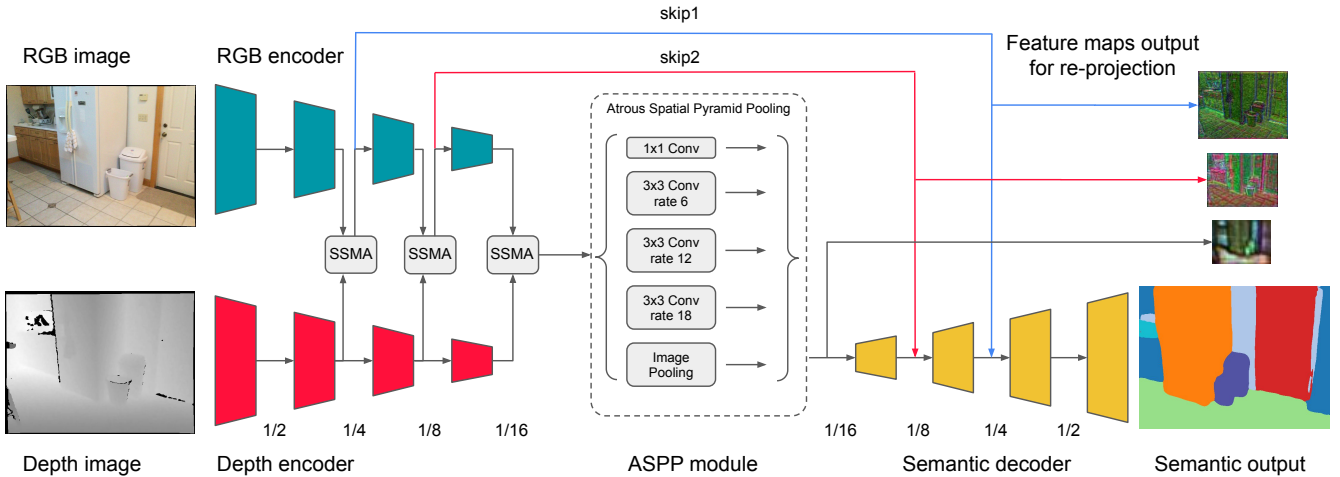 skip1
RGB image
RGB encoder
skip2
Feature maps output
for re-projection
Atrous Spatial Pyramid Pooling
1x1 Conv
3x3 Conv
rate 6
SSMA
SSMA
SSMA
3x3 Conv
rate 12
3x3 Conv
rate 18
Image
Pooling
1/2
1/4
1/8
1/16
1/16
1/8
1/4
1/2
Depth image
Depth encoder
ASPP module
Semantic decoder
Semantic output